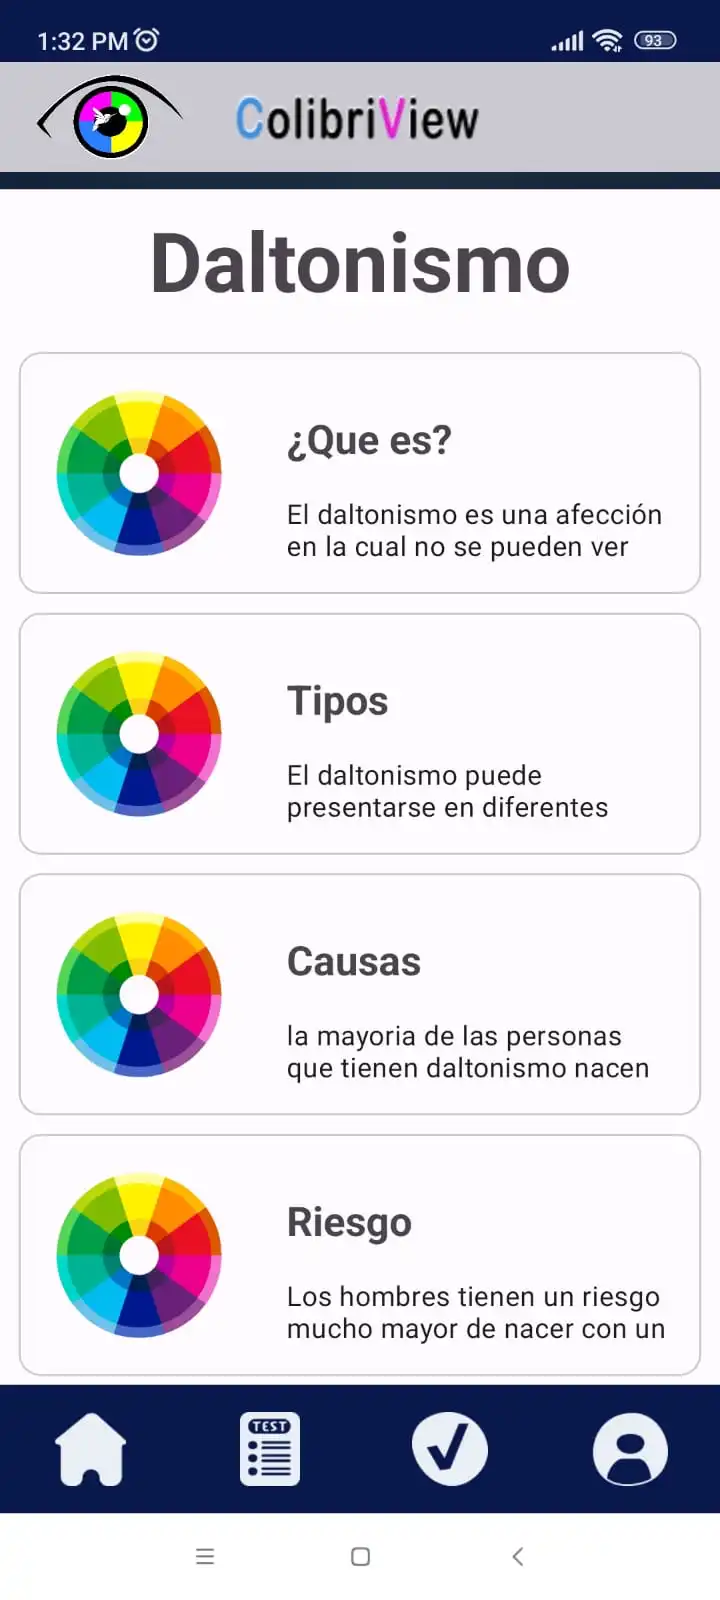 1:32 PM
93
ColibriView
Daltonismo
¿Que es?
El daltonismo es una afección
en la cual no se pueden ver
Tipos
El daltonismo puede
presentarse en diferentes
Causas
la mayoria de las personas
que tienen daltonismo nacen
Riesgo
Los hombres tienen un riesgo
mucho mayor de nacer con un
TEST